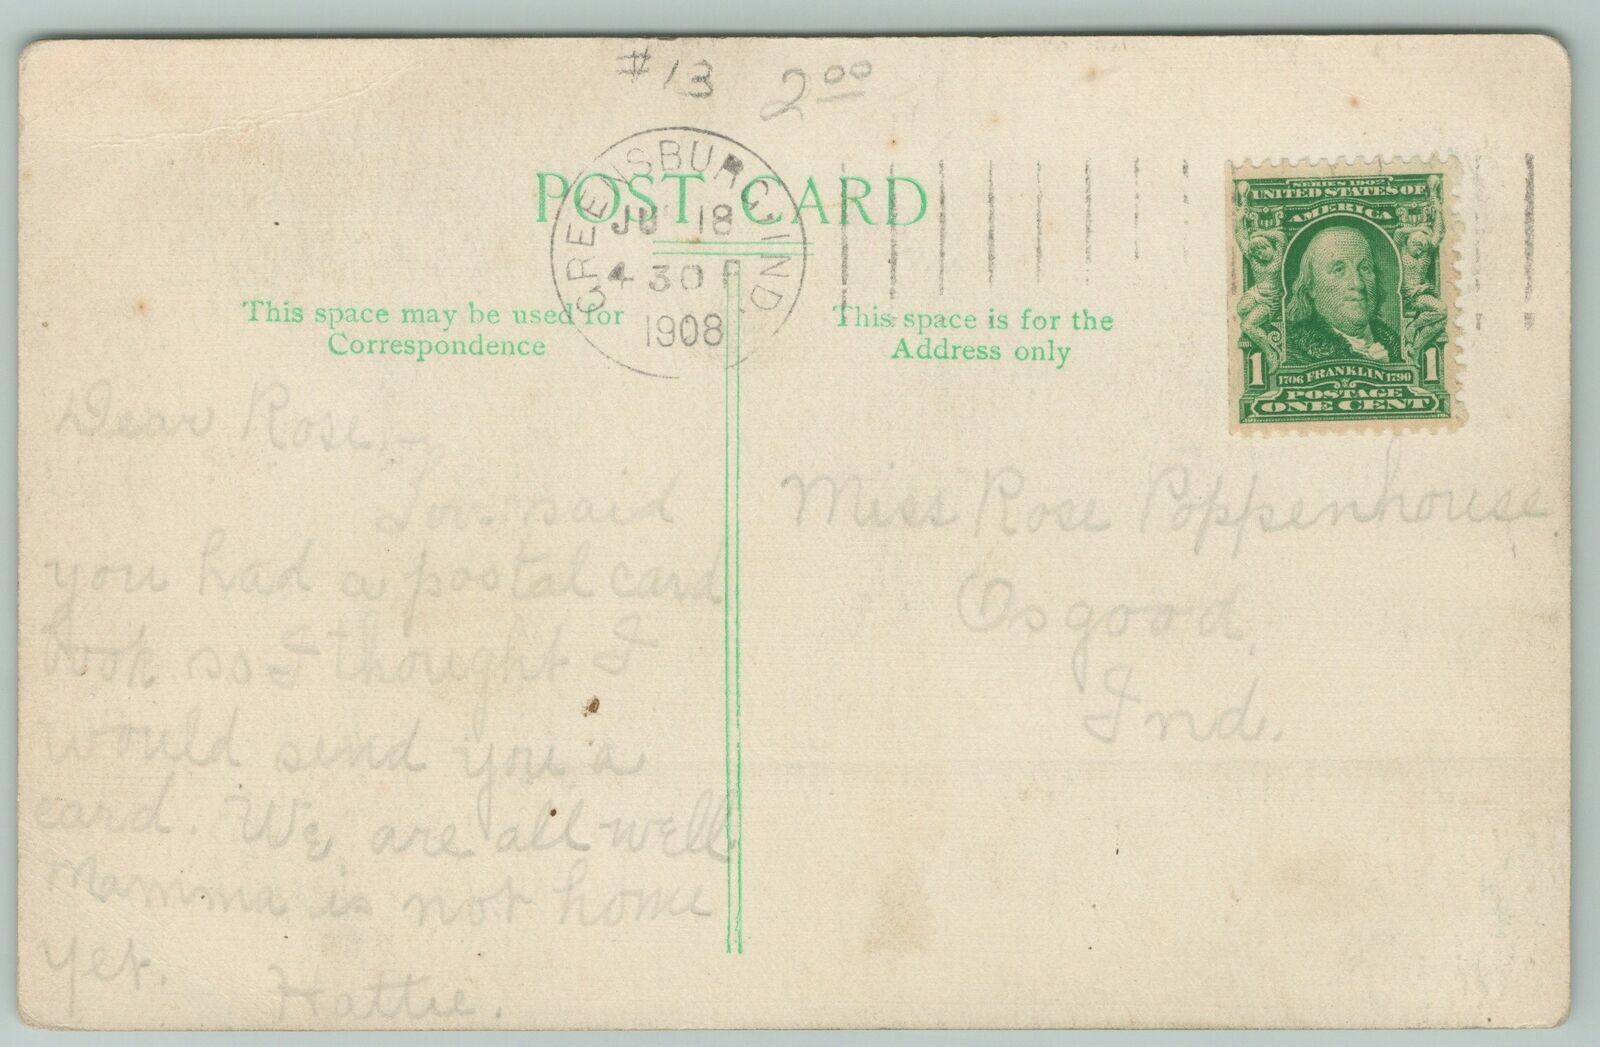 #13 2.00
POST CARD
GREENSBURG, IND.
JU 18
4 30 P
1908
SERIES 1902
UNITED STATES OF
AMERICA
1 1
1706 FRANKLIN 1790
POSTAGE
ONE CENT
This space may be used for
Correspondence
This space is for the
Address only
Dear Rose:-
You said
you had a postal card
book so I thought I
would send you a
card. We are all well
Mamma is not home
yet.
Hattie.
Miss Rose Poppenhouse
Osgood,
Ind.